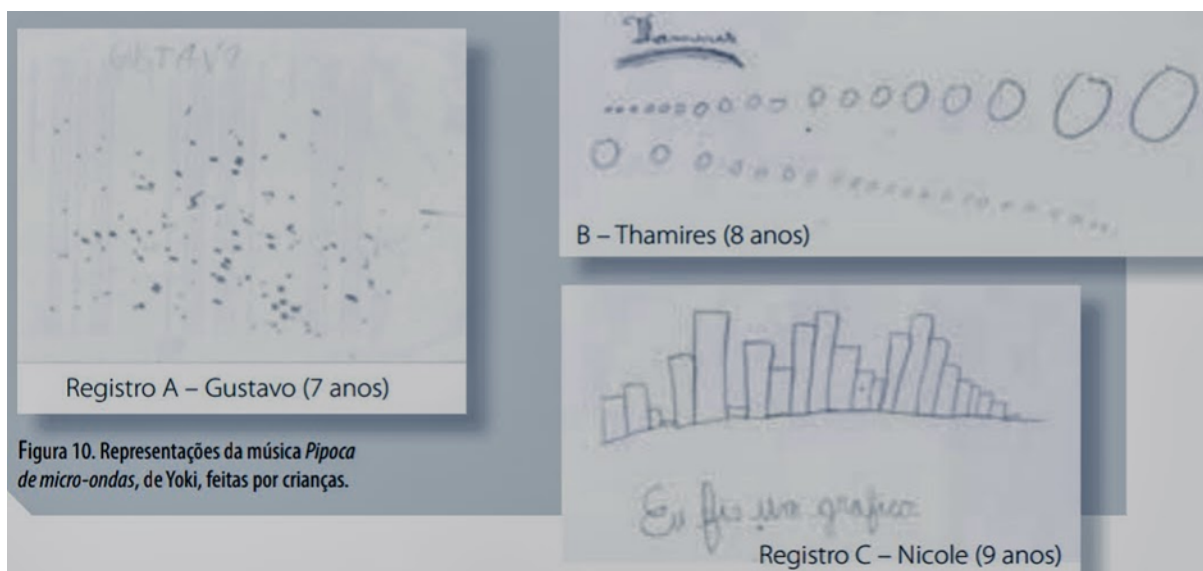 GUSTAVO
Registro A – Gustavo (7 anos)
Figura 10. Representações da música Pipoca
de micro-ondas, de Yoki, feitas por crianças.
Thamires
B – Thamires (8 anos)
Eu fis um grafico
Registro C – Nicole (9 anos)